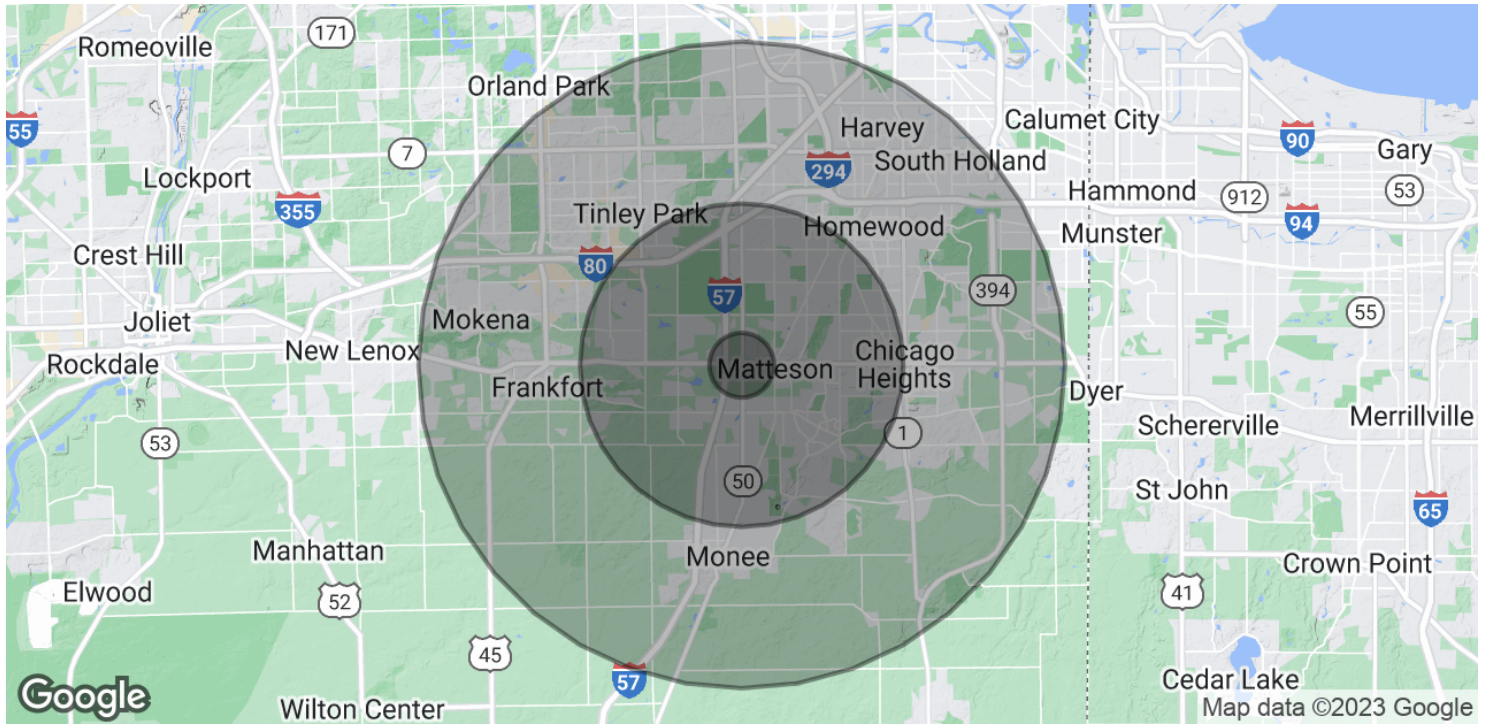 Romeoville
171
Orland Park
55
Harvey
Calumet City
90
Gary
7
South Holland
294
Lockport
Hammond
912
53
355
Tinley Park
Homewood
94
Munster
Crest Hill
80
57
394
55
Joliet
Mokena
New Lenox
Rockdale
Matteson
Chicago
Heights
Frankfort
Dyer
Merrillville
Schererville
53
1
50
St John
65
Manhattan
Monee
Crown Point
Elwood
52
41
45
57
Cedar Lake
Google
Wilton Center
Map data ©2023 Google